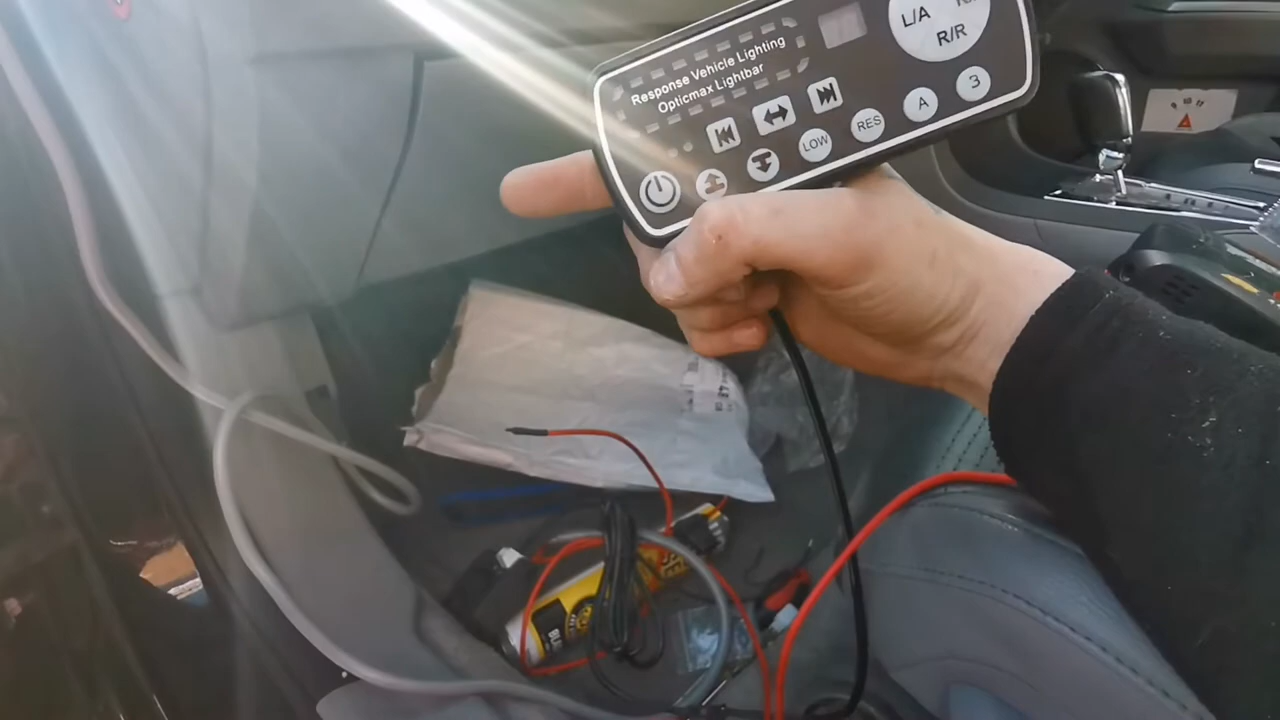 L/A
R/R
Response Vehicle Lighting
Opticmax Lightbar
LOW
RES
A
3